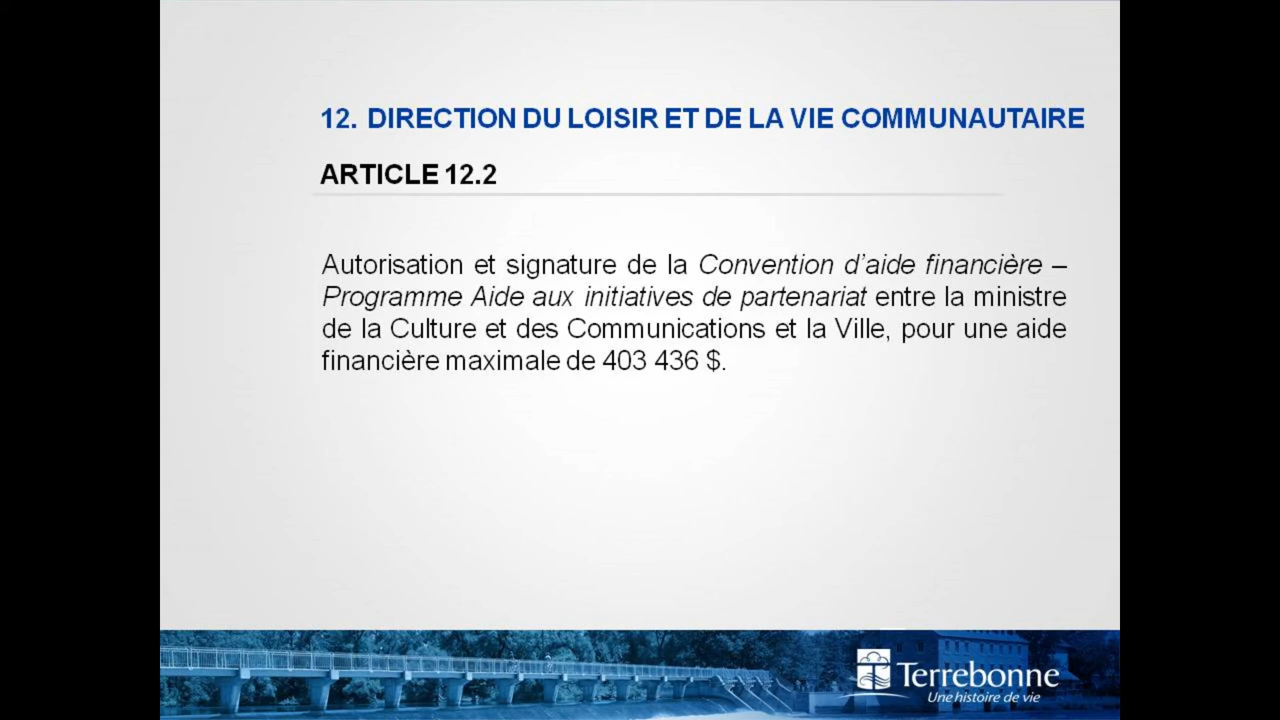 12. DIRECTION DU LOISIR ET DE LA VIE COMMUNAUTAIRE
ARTICLE 12.2
Autorisation et signature de la Convention d’aide financière –
Programme Aide aux initiatives de partenariat entre la ministre
de la Culture et des Communications et la Ville, pour une aide
financière maximale de 403 436 $.
Terrebonne
Une histoire de vie